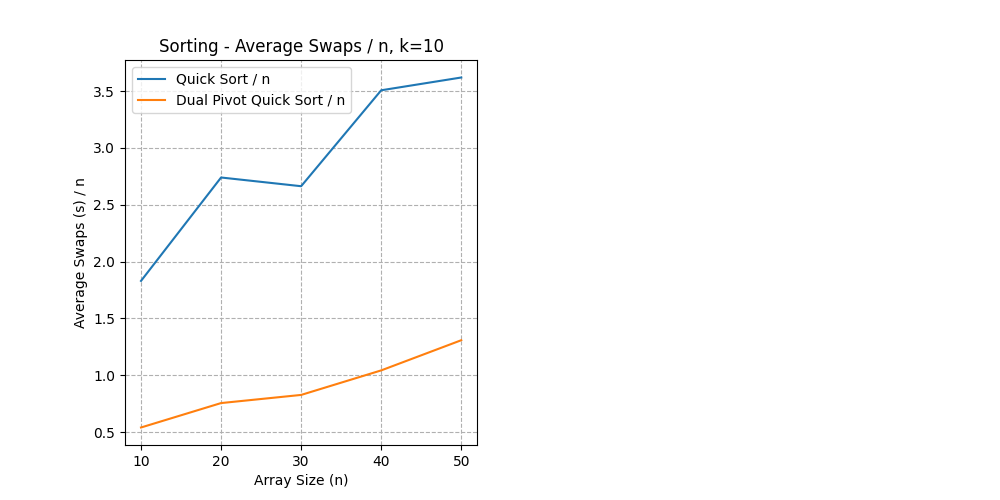 Sorting - Average Swaps / n, k=10
Quick Sort / n
Dual Pivot Quick Sort / n
Average Swaps (s) / n
3.5
3.0
2.5
2.0
1.5
1.0
0.5
10 20 30 40 50
Array Size (n)